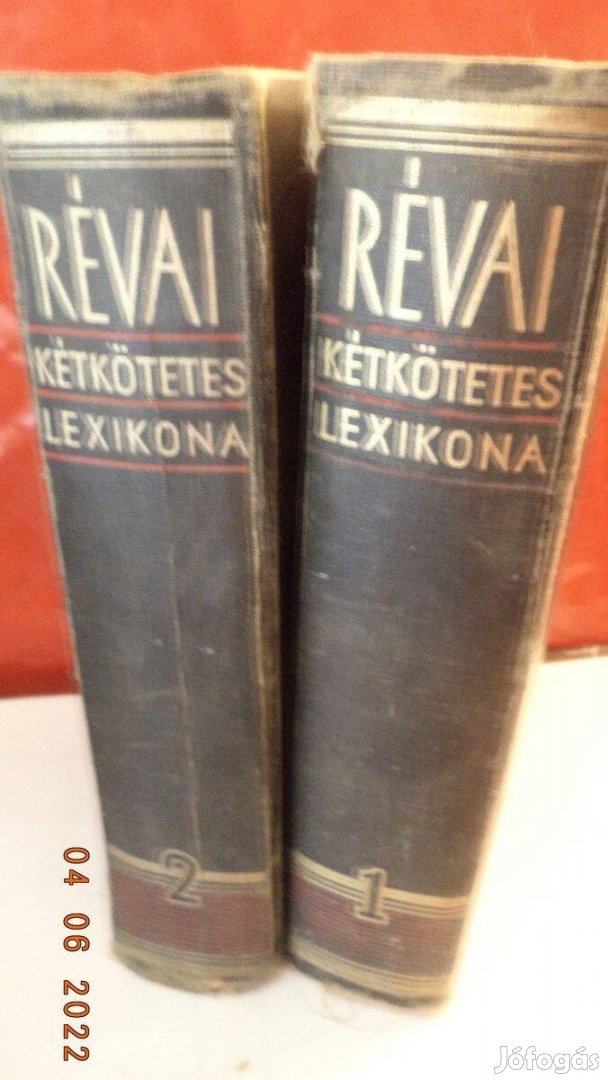 RÉVAI
KÉTKÖTETES
LEXIKONA
2
RÉVAI
KÉTKÖTETES
LEXIKONA
1
04 06 2022
Jófogás